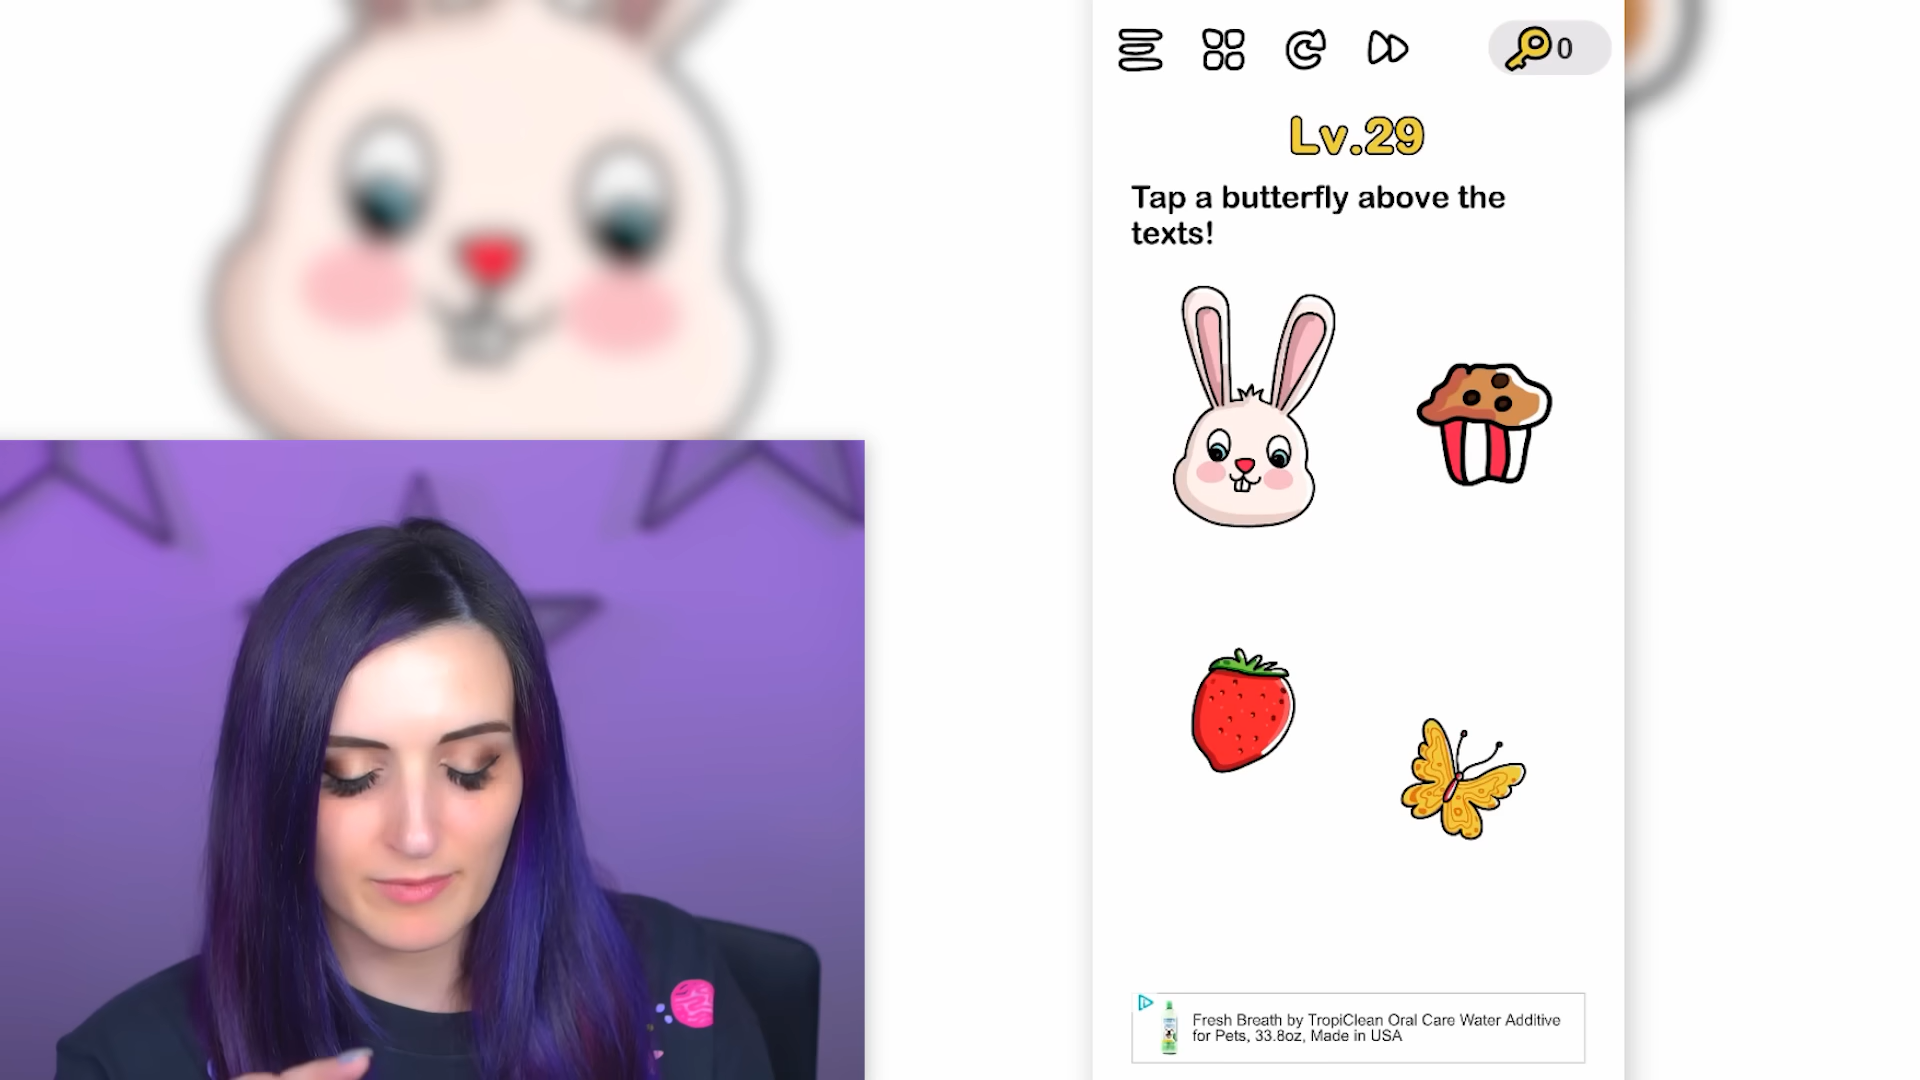 0
Lv.29
Tap a butterfly above the
texts!
Fresh Breath by TropiClean Oral Care Water Additive
for Pets, 33.8oz, Made in USA